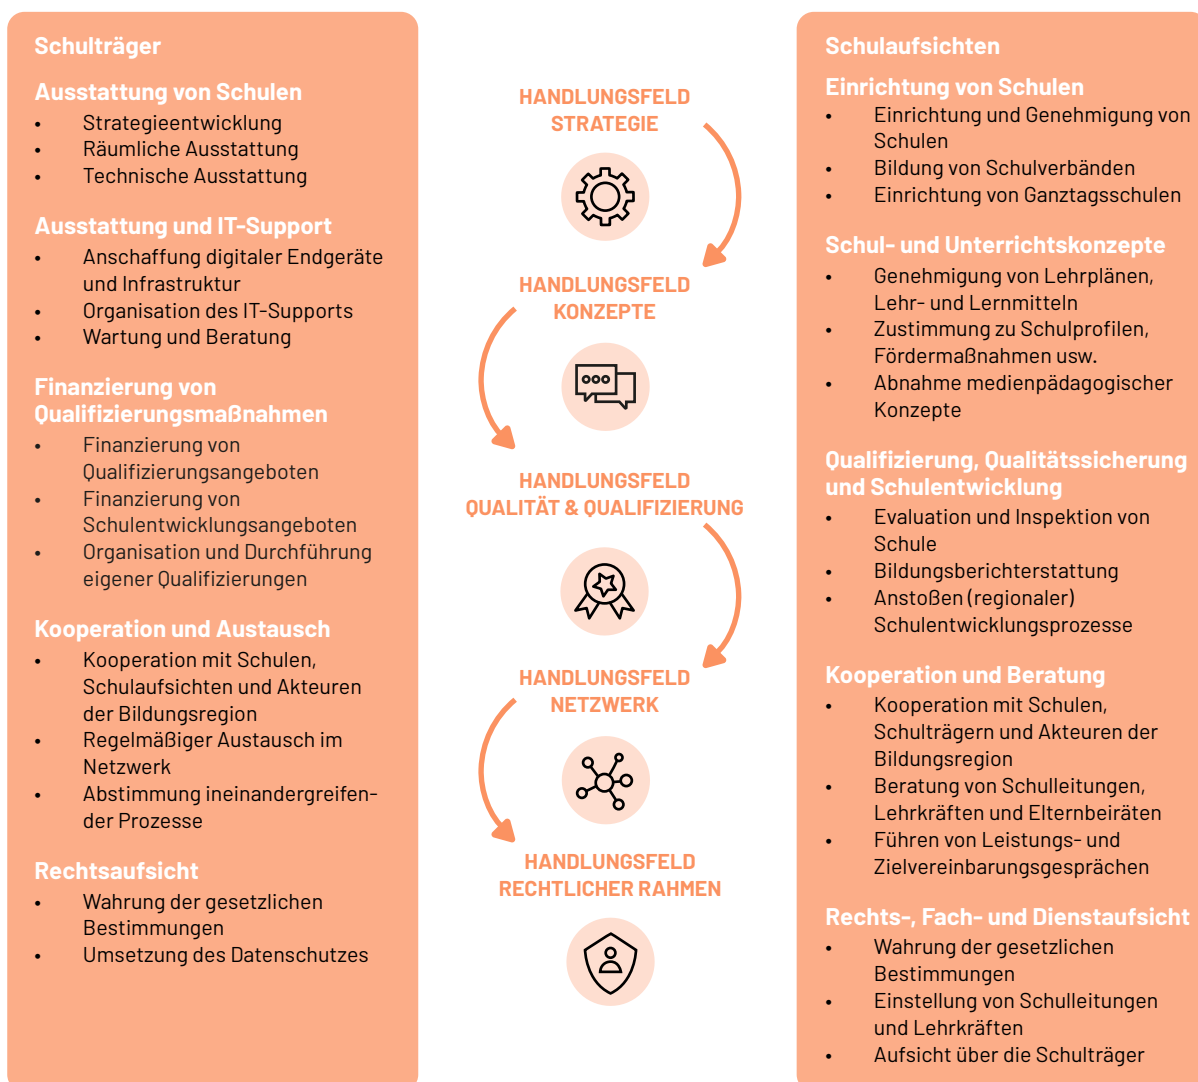 Schulträger
Ausstattung von Schulen
• Strategieentwicklung
• Räumliche Ausstattung
• Technische Ausstattung
Ausstattung und IT-Support
• Anschaffung digitaler Endgeräte
und Infrastruktur
• Organisation des IT-Supports
• Wartung und Beratung
Finanzierung von
Qualifizierungsmaßnahmen
• Finanzierung von
Qualifizierungsangeboten
• Finanzierung von
Schulentwicklungsangeboten
• Organisation und Durchführung
eigener Qualifizierungen
Kooperation und Austausch
• Kooperation mit Schulen,
Schulaufsichten und Akteuren
der Bildungsregion
• Regelmäßiger Austausch im
Netzwerk
• Abstimmung ineinandergreifen-
der Prozesse
Rechtsaufsicht
• Wahrung der gesetzlichen
Bestimmungen
• Umsetzung des Datenschutzes
HANDLUNGSFELD
STRATEGIE
HANDLUNGSFELD
KONZEPTE
HANDLUNGSFELD
QUALITÄT & QUALIFIZIERUNG
HANDLUNGSFELD
NETZWERK
HANDLUNGSFELD
RECHTLICHER RAHMEN
Schulaufsichten
Einrichtung von Schulen
• Einrichtung und Genehmigung von
Schulen
• Bildung von Schulverbänden
• Einrichtung von Ganztagsschulen
Schul- und Unterrichtskonzepte
• Genehmigung von Lehrplänen,
Lehr- und Lernmitteln
• Zustimmung zu Schulprofilen,
Fördermaßnahmen usw.
• Abnahme medienpädagogischer
Konzepte
Qualifizierung, Qualitätssicherung
und Schulentwicklung
• Evaluation und Inspektion von
Schule
• Bildungsberichterstattung
• Anstoßen (regionaler)
Schulentwicklungsprozesse
Kooperation und Beratung
• Kooperation mit Schulen,
Schulträgern und Akteuren der
Bildungsregion
• Beratung von Schulleitungen,
Lehrkräften und Elternbeiräten
• Führen von Leistungs- und
Zielvereinbarungsgesprächen
Rechts-, Fach- und Dienstaufsicht
• Wahrung der gesetzlichen
Bestimmungen
• Einstellung von Schulleitungen
und Lehrkräften
• Aufsicht über die Schulträger